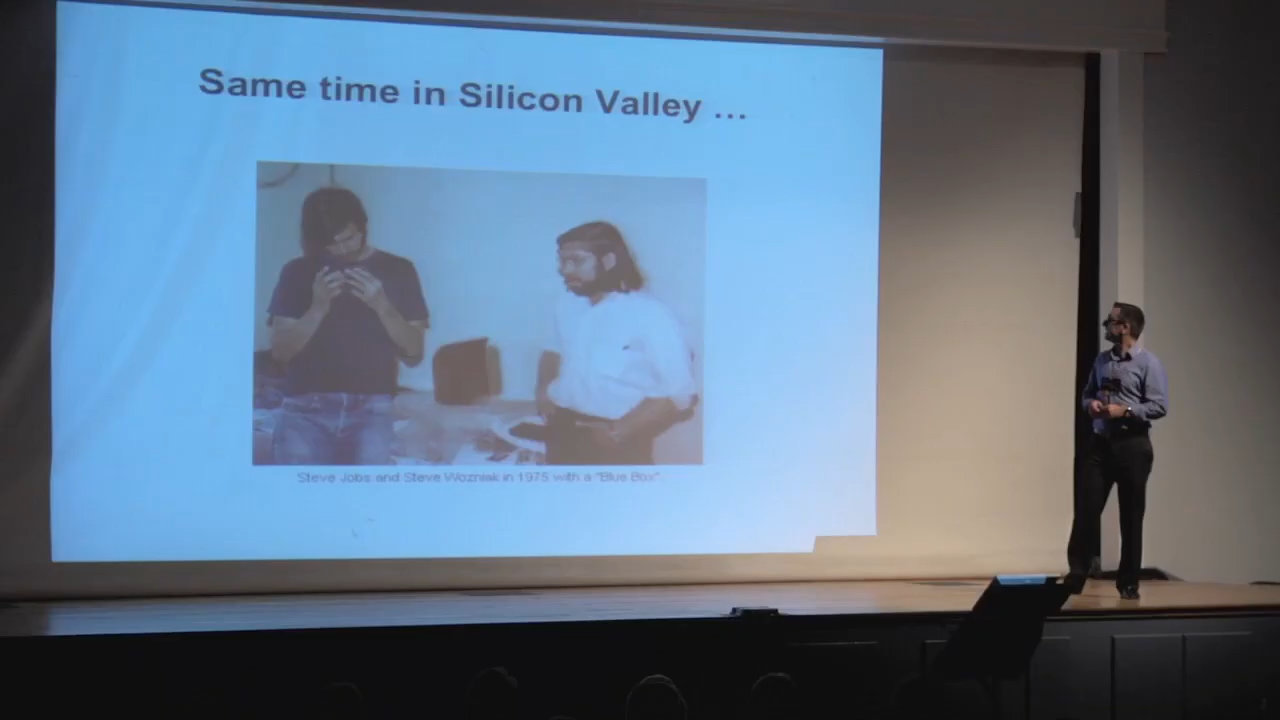 Same time in Silicon Valley ...
Steve Jobs and Steve Wozniak in 1975 with a "Blue Box".